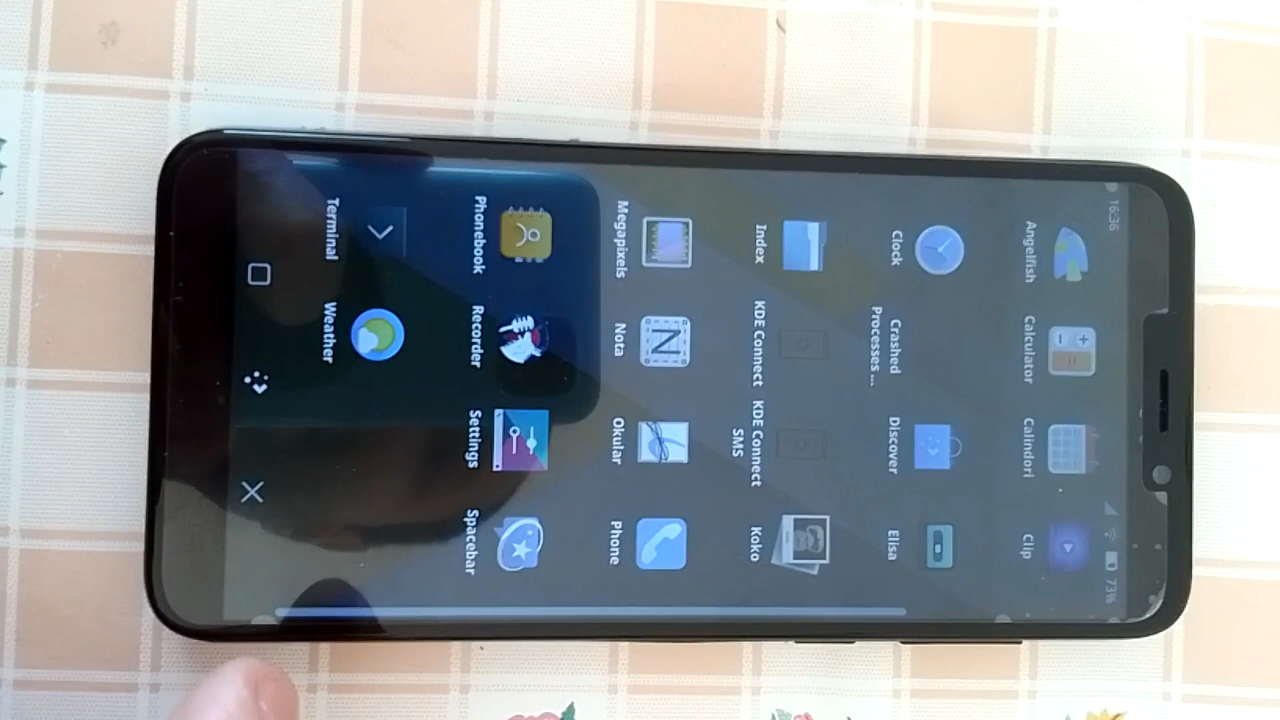 16:36
73%
Angelfish
Calculator
Calindori
Clip
Clock
Crashed
Processes ...
Discover
Elisa
Index
KDE Connect
KDE Connect
SMS
Koko
Megapixels
N
Nota
Okular
Phone
Phonebook
Recorder
Settings
Spacebar
Terminal
Weather